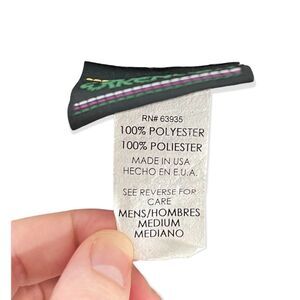 RN# 63935
100% POLYESTER
100% POLIESTER
MADE IN USA
HECHO EN E.U.A.
SEE REVERSE FOR
CARE
MENS/HOMBRES
MEDIUM
MEDIANO